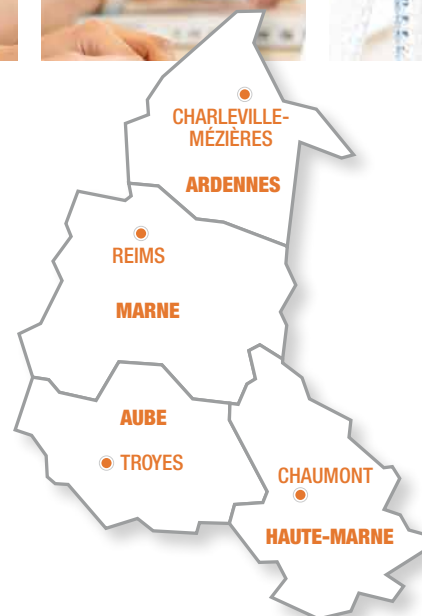 CHARLEVILLE-
MÉZIÈRES
ARDENNES
REIMS
MARNE
AUBE
TROYES
CHAUMONT
HAUTE-MARNE